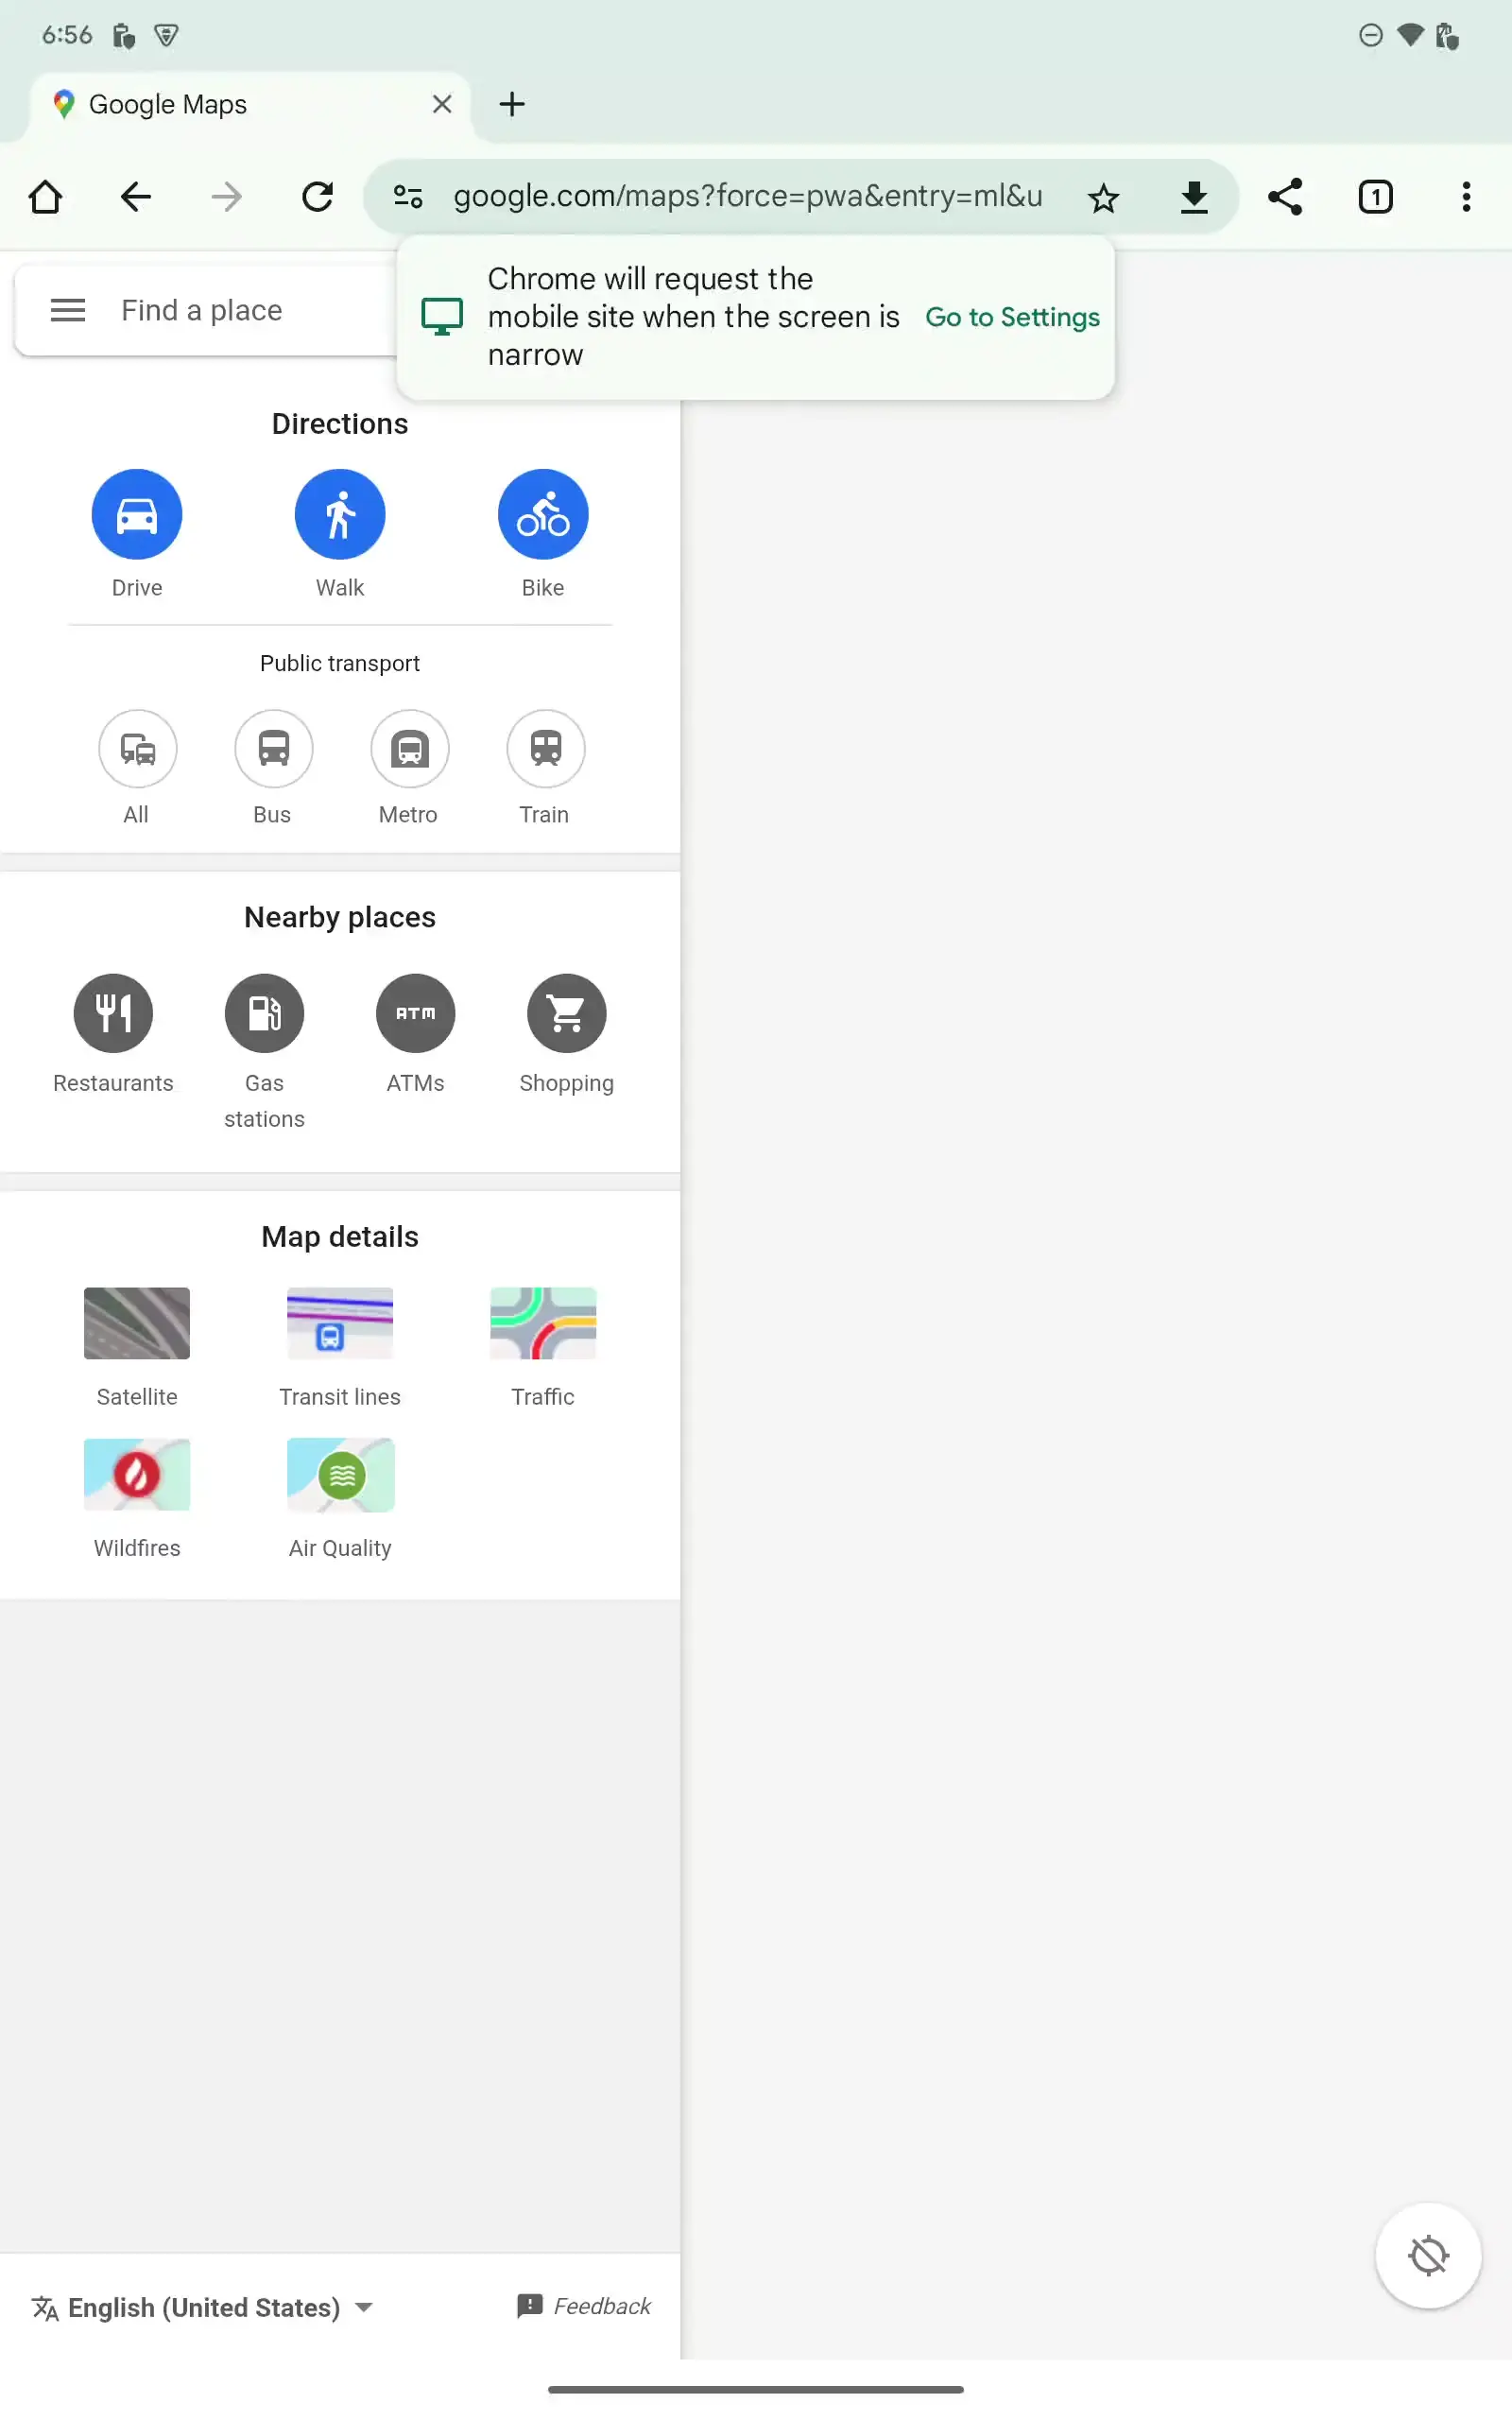 6:56
Google Maps
google.com/maps?force=pwa&entry=ml&u
1
Chrome will request the
mobile site when the screen is
narrow
Go to Settings
Find a place
Directions
Drive
Walk
Bike
Public transport
All
Bus
Metro
Train
Nearby places
ATM
Restaurants
Gas
stations
ATMs
Shopping
Map details
Satellite
Transit lines
Traffic
Wildfires
Air Quality
English (United States)
Feedback